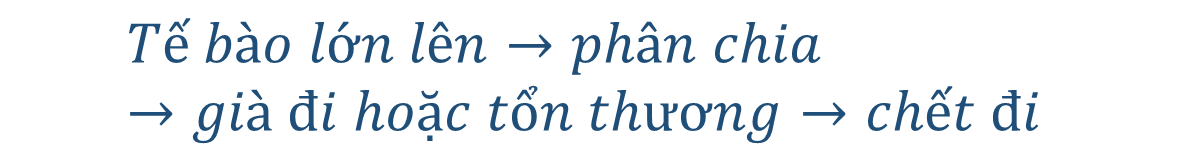 Tế bào lớn lên → phân chia
→ già đi hoặc tổn thương → chết đi